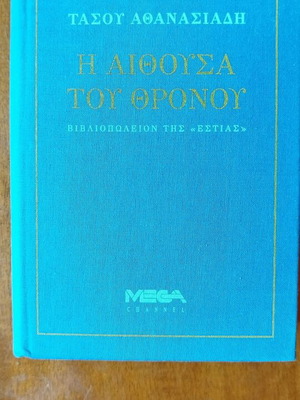 ΤΑΣΟΥ ΑΘΑΝΑΣΙΑΔΗ
Η ΑΙΘΟΥΣΑ
ΤΟΥ ΘΡΟΝΟΥ
ΒΙΒΛΙΟΠΩΛΕΙΟΝ ΤΗΣ «ΕΣΤΙΑΣ»
MEGA
CHANNEL